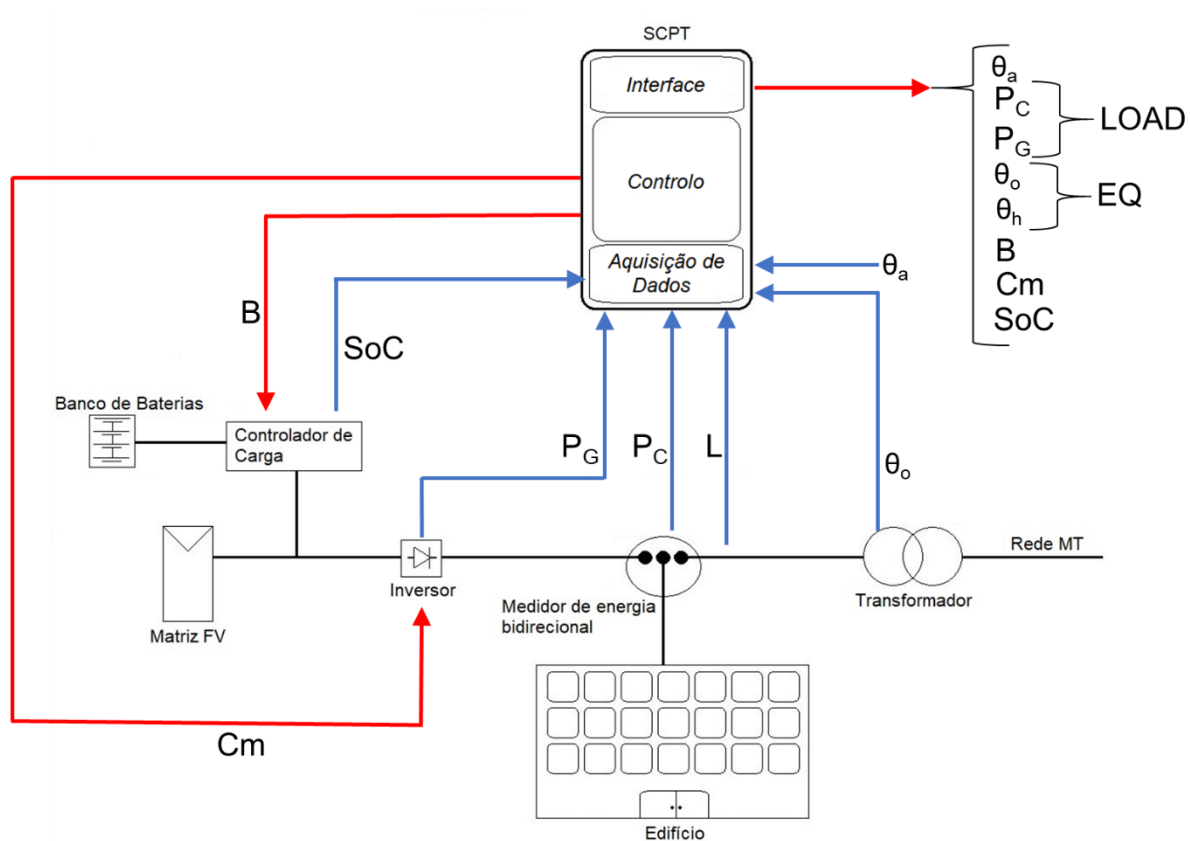 SCPT
Interface
Controlo
Aquisição de
Dados
θa
PC
PG
LOAD
θo
θh
EQ
B
Cm
SoC
θa
B
SoC
PG
PC
L
θo
Banco de Baterias
Controlador de
Carga
Matriz FV
Inversor
Medidor de energia
bidirecional
Transformador
Rede MT
Cm
Edifício